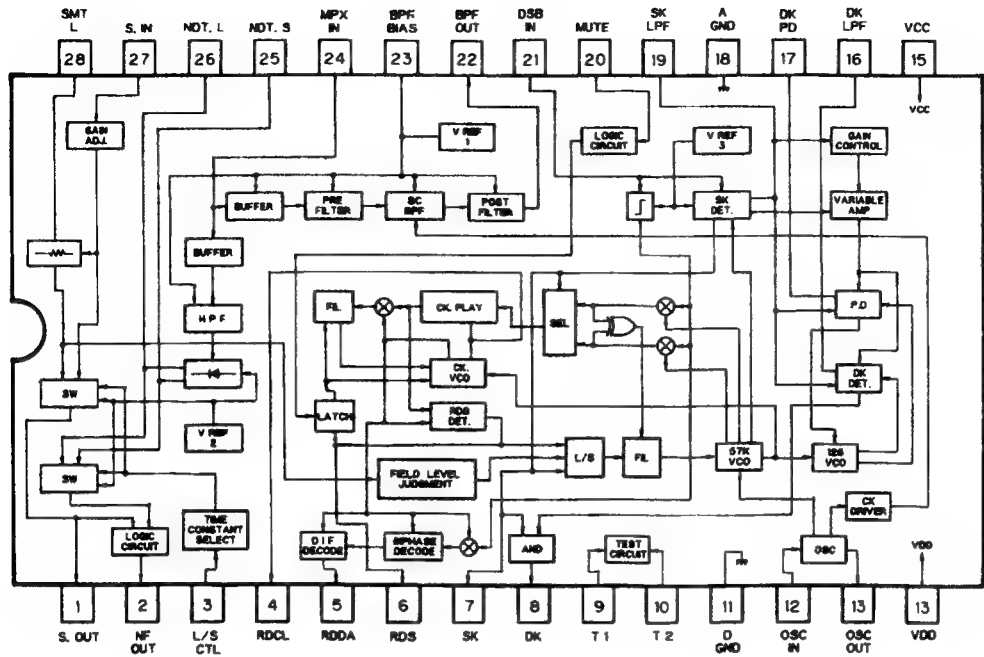 SMT L
S. IN
NDT. L
NDT. S
MPX IN
BPF BIAS
BPF OUT
DSB IN
MUTE
SK LPF
A GND
DK PD
DK LPF
VCC
28
27
26
25
24
23
22
21
20
19
18
17
16
15
VCC
GAIN ADJ.
V REF 1
LOGIC CIRCUIT
V REF 3
GAIN CONTROL
BUFFER
PRE FILTER
SC BPF
POST FILTER
SK DET.
VARIABLE AMP
BUFFER
H P F
FIL
CK. PLAY
SEL
P.D
CK. VCO
DK DET.
SW
LATCH
RDS DET.
V REF 2
L/S
FIL
57K VCO
125 VCO
SW
FIELD LEVEL JUDGMENT
CK DRIVER
LOGIC CIRCUIT
TIME CONSTANT SELECT
DIF DECODE
BIPHASE DECODE
AND
TEST CIRCUIT
OSC
VDD
1
2
3
4
5
6
7
8
9
10
11
12
13
13
S. OUT
NF OUT
L/S CTL
RDCL
RDDA
RDS
SK
DK
T 1
T 2
D GND
OSC IN
OSC OUT
VDD